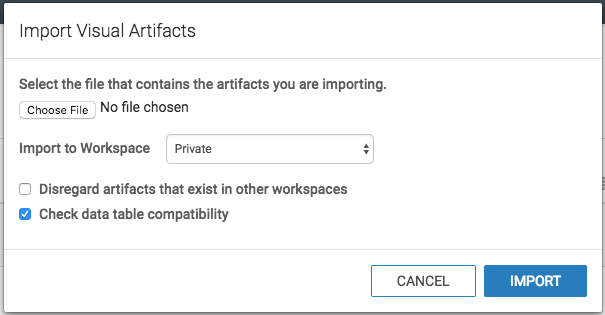 Import Visual Artifacts
Select the file that contains the artifacts you are importing.
Choose File No file chosen
Import to Workspace Private
Disregard artifacts that exist in other workspaces
Check data table compatibility
CANCEL IMPORT